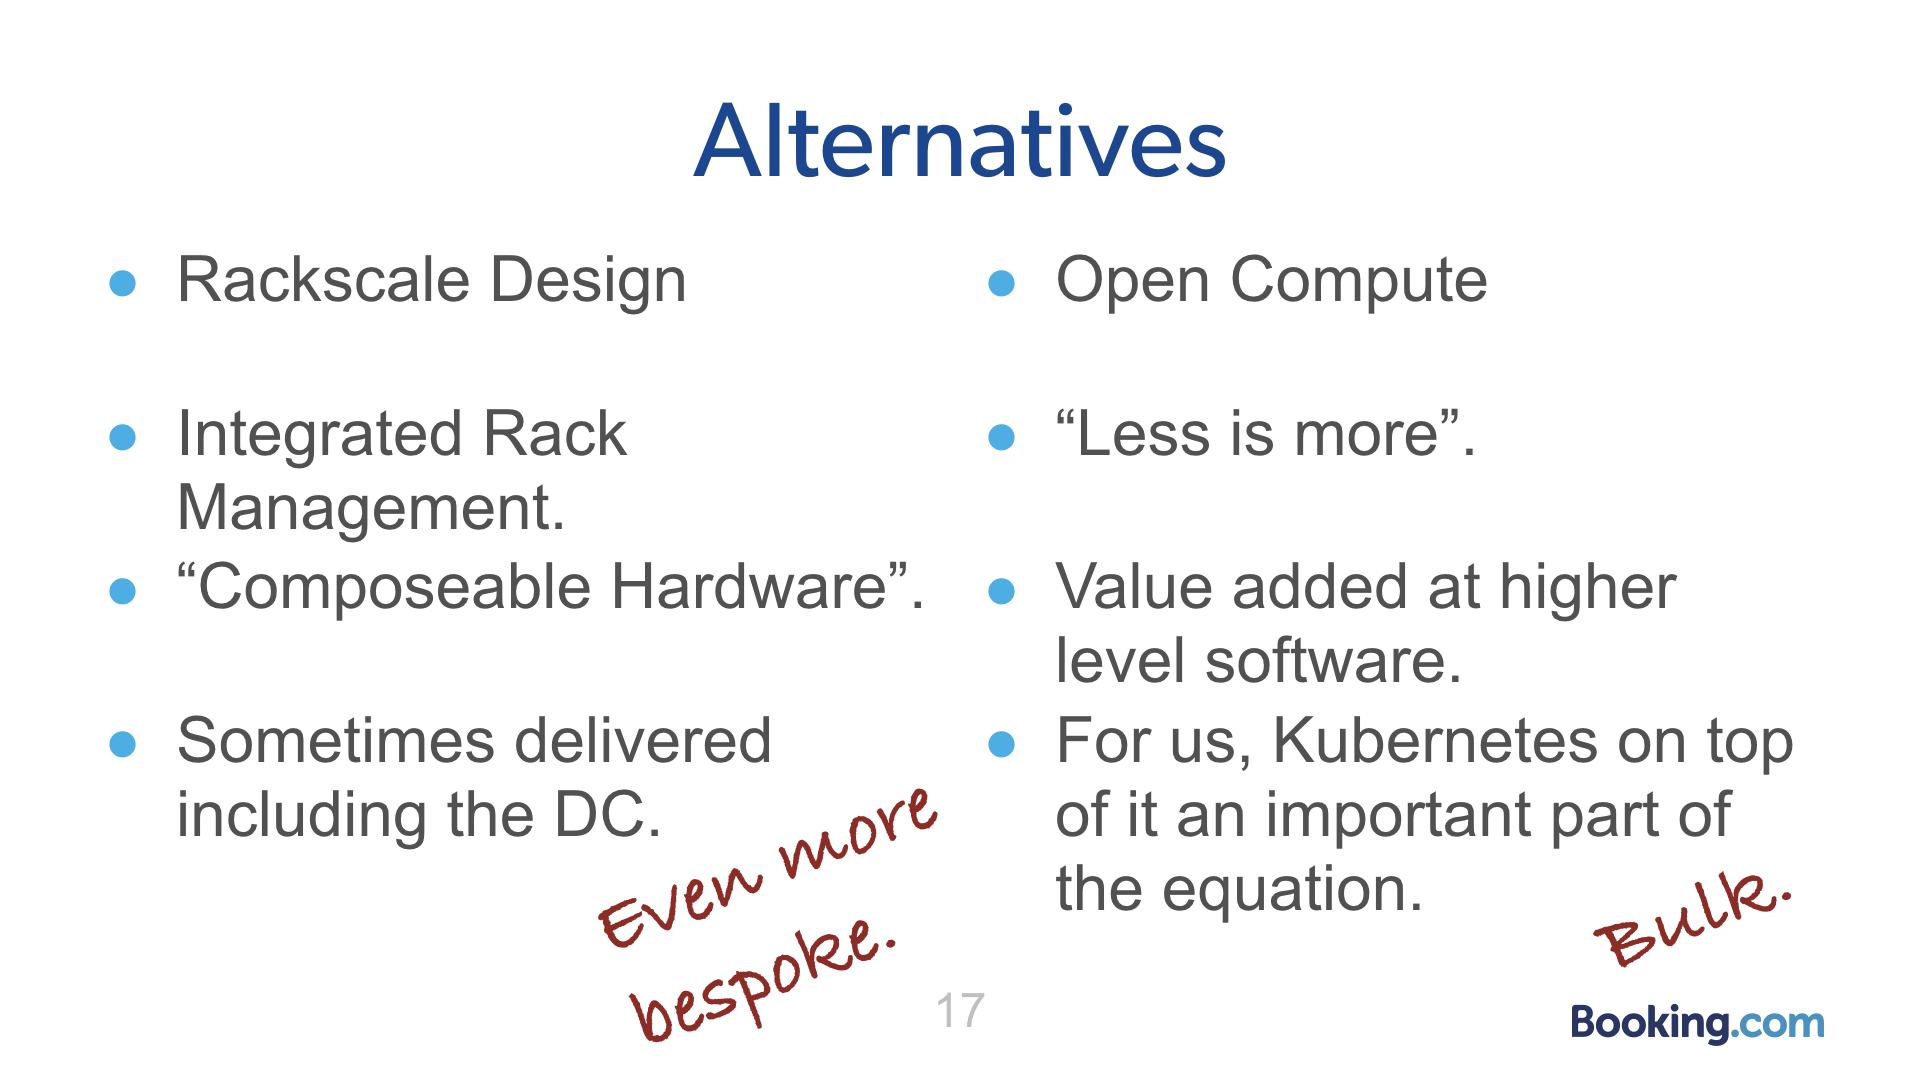 Alternatives
● Rackscale Design
● Integrated Rack
Management.
● “Composeable Hardware”.
● Sometimes delivered
including the DC.
Even more
bespoke.
● Open Compute
● “Less is more”.
● Value added at higher
level software.
● For us, Kubernetes on top
of it an important part of
the equation.
Bulk.
17
Booking.com